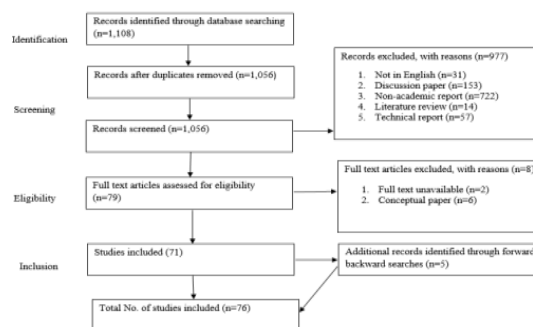 Identification
Records identified through database searching
(n=1,108)
Records after duplicates removed (n=1,056)
Screening
Records screened (n=1,056)
Records excluded, with reasons (n=977)
1. Not in English (n=31)
2. Discussion paper (n=153)
3. Non-academic report (n=722)
4. Literature review (n=14)
5. Technical report (n=57)
Eligibility
Full text articles assessed for eligibility
(n=79)
Full text articles excluded, with reasons (n=8)
1. Full text unavailable (n=2)
2. Conceptual paper (n=6)
Inclusion
Studies included (71)
Additional records identified through forward
backward searches (n=5)
Total No. of studies included (n=76)